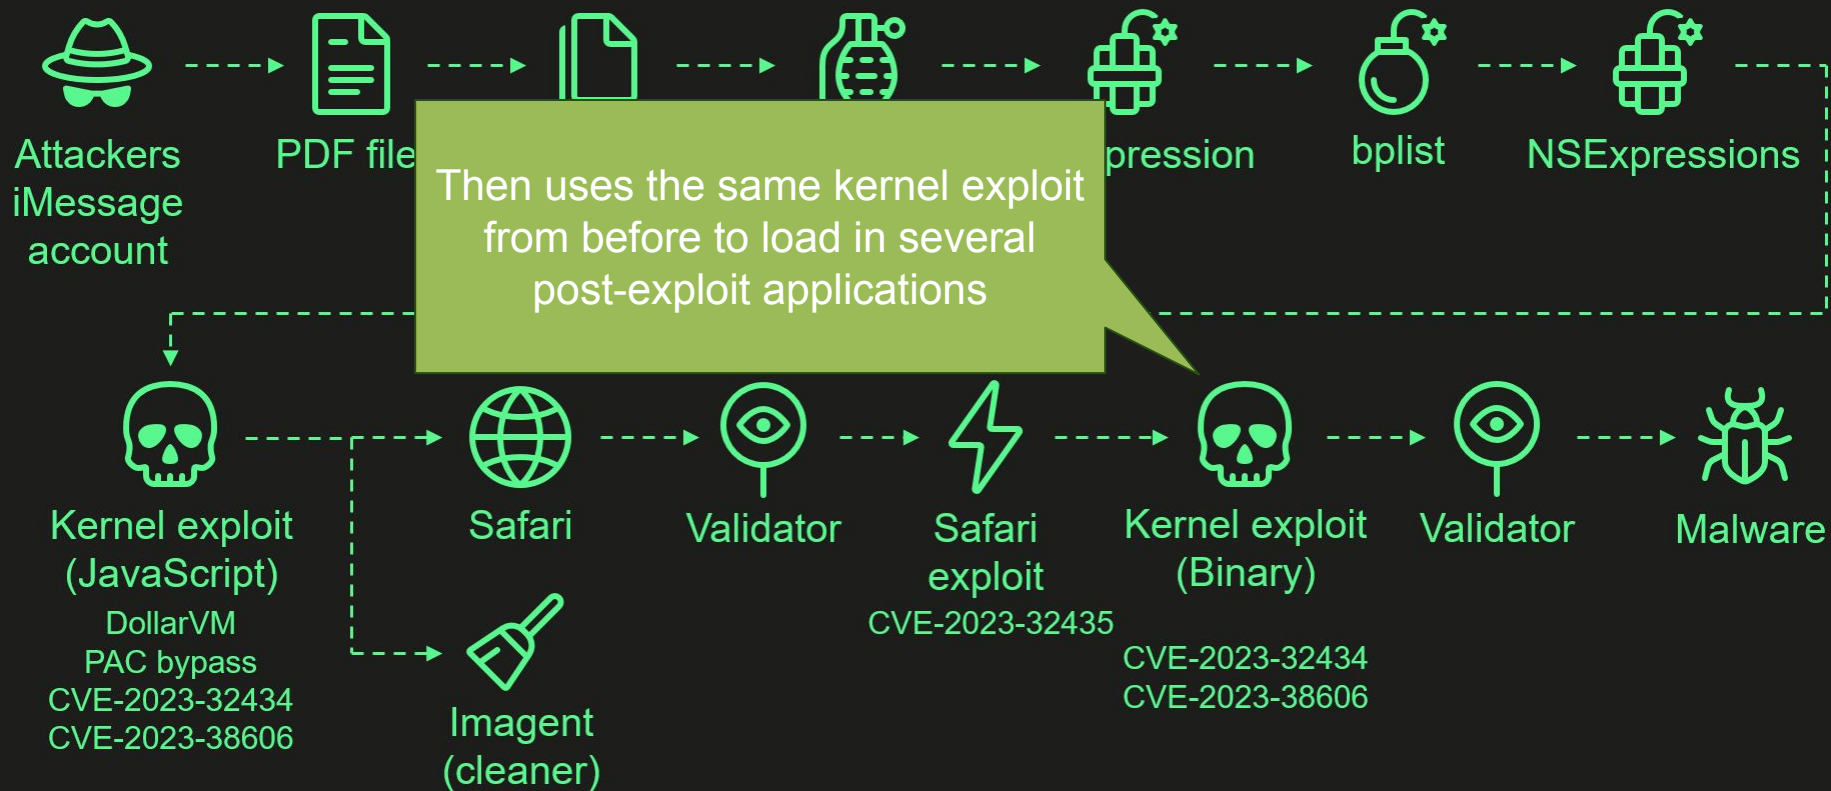 Attackers
iMessage
account
PDF file
pression
bplist
NSExpressions
Then uses the same kernel exploit
from before to load in several
post-exploit applications
Kernel exploit
(JavaScript)
DollarVM
PAC bypass
CVE-2023-32434
CVE-2023-38606
Safari
Imagent
(cleaner)
Validator
Safari
exploit
CVE-2023-32435
Kernel exploit
(Binary)
CVE-2023-32434
CVE-2023-38606
Validator
Malware